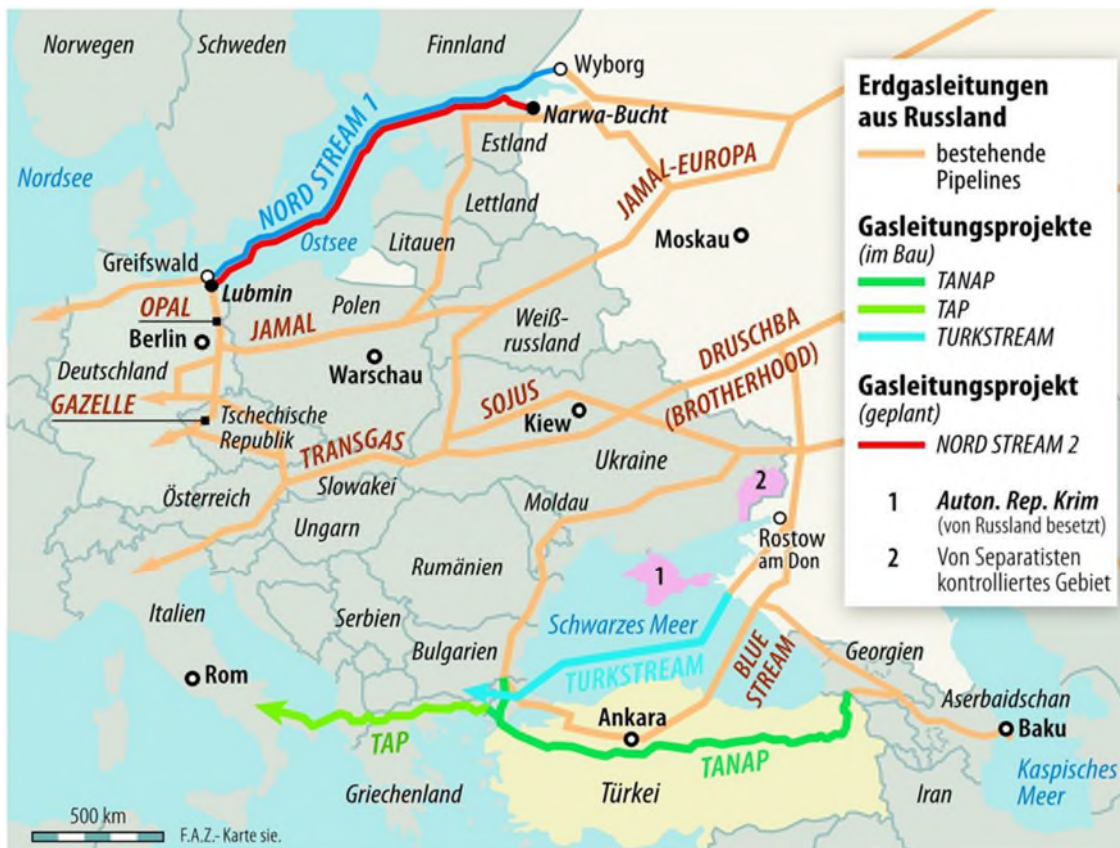 Norwegen
Schweden
Finnland
Wyborg
Narwa-Bucht
Estland
Nordsee
NORD STREAM 1
JAMAL-EUROPA
Lettland
Ostsee
Litauen
Moskau
Greifswald
Lubmin
OPAL
Polen
JAMAL
Berlin
Weiß-
russland
Warschau
DRUSCHBA
(BROTHERHOOD)
Deutschland
GAZELLE
SOJUS
Kiew
Tschechische
Republik
TRANSGAS
Ukraine
Slowakei
Österreich
Moldau
2
Ungarn
Rostow
am Don
Rumänien
1
Italien
Serbien
Schwarzes Meer
Bulgarien
TURKSTREAM
BLUE
STREAM
Georgien
Rom
Aserbaidschan
Ankara
Baku
TAP
TANAP
Kaspisches
Meer
Griechenland
Türkei
Iran
500 km
F.A.Z.- Karte sie.
Erdgasleitungen
aus Russland
bestehende
Pipelines
Gasleitungsprojekte
(im Bau)
TANAP
TAP
TURKSTREAM
Gasleitungsprojekt
(geplant)
NORD STREAM 2
1 Auton. Rep. Krim
(von Russland besetzt)
2 Von Separatisten
kontrolliertes Gebiet